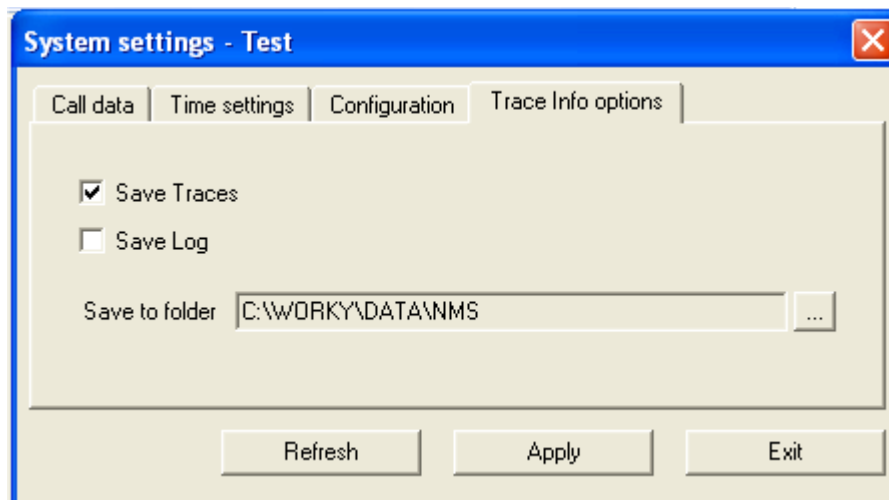 System settings - Test
Call data Time settings Configuration Trace Info options
Save Traces
Save Log
Save to folder C:\WORKY\DATA\NMS ...
Refresh Apply Exit